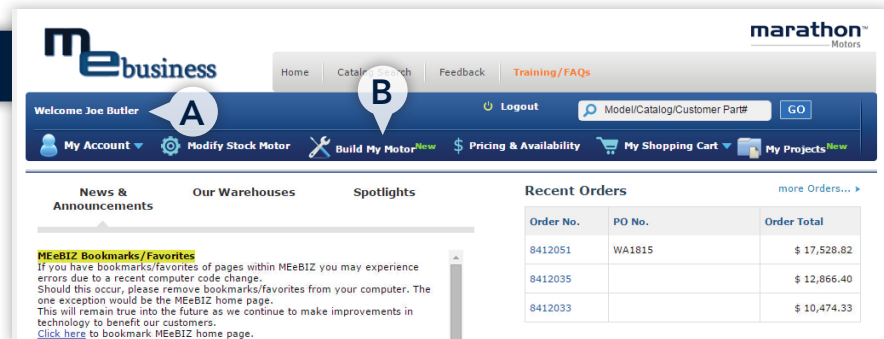 me business
marathon™
Motors
Home Catalog Search Feedback Training/FAQs
Welcome Joe Butler
A
B
Logout
Model/Catalog/Customer Part#
GO
My Account
Modify Stock Motor
Build My Motor New
$ Pricing & Availability
My Shopping Cart
My Projects New
News &
Announcements
Our Warehouses
Spotlights
MEeBIZ Bookmarks/Favorites
If you have bookmarks/favorites of pages within MEeBIZ you may experience
errors due to a recent computer code change.
Should this occur, please remove bookmarks/favorites from your computer. The
one exception would be the MEeBIZ home page.
This will remain true into the future as we continue to make improvements in
technology to benefit our customers.
Click here to bookmark MEeBIZ home page.
Recent Orders
more Orders...
Order No. PO No. Order Total
8412051 WA1815 $ 17,528.82
8412035 $ 12,866.40
8412033 $ 10,474.33